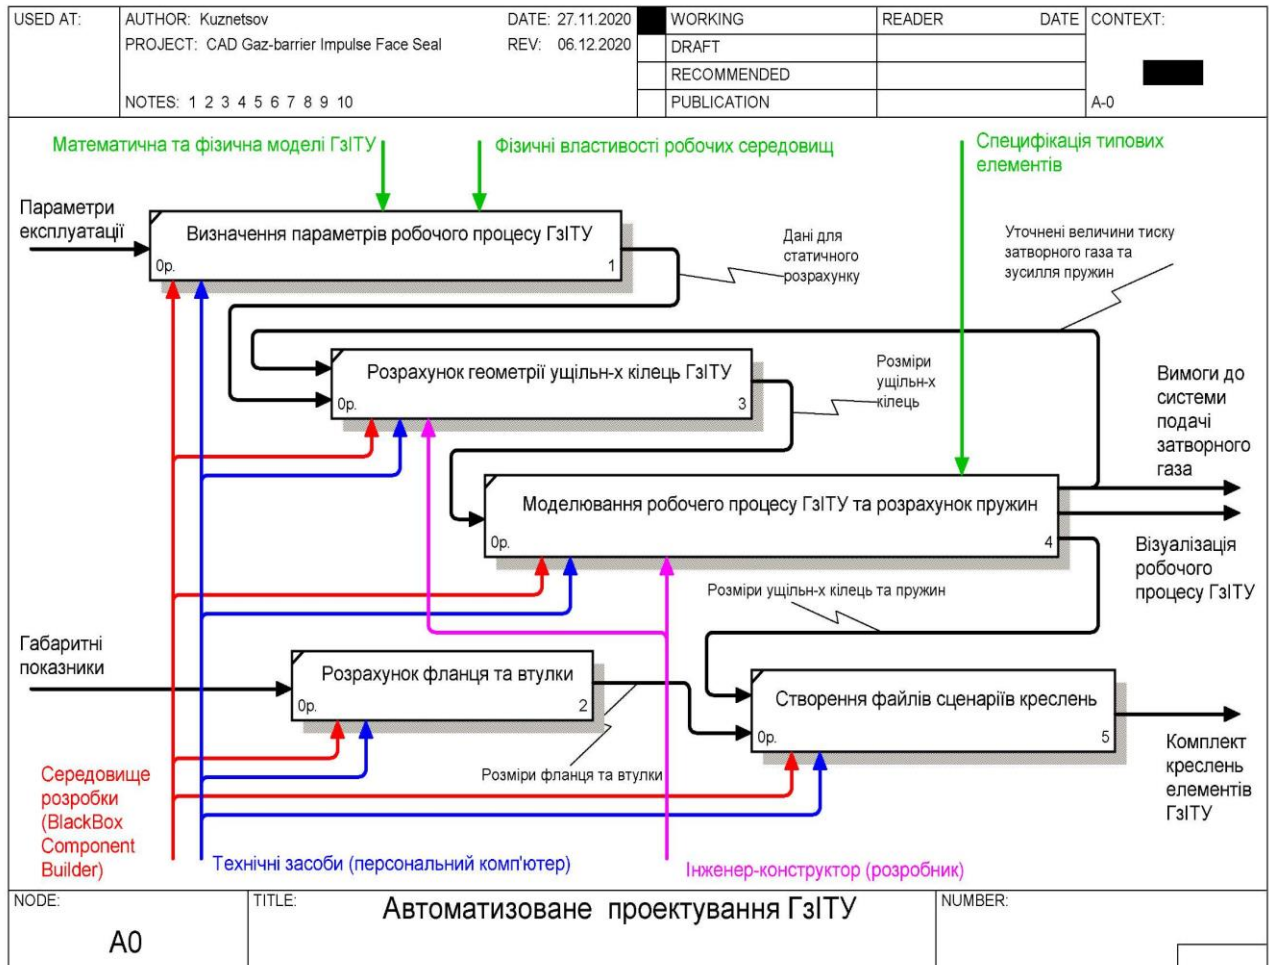 USED AT:
AUTHOR: Kuznetsov
DATE: 27.11.2020
WORKING
READER
DATE
CONTEXT:
PROJECT: CAD Gaz-barrier Impulse Face Seal
REV: 06.12.2020
DRAFT
RECOMMENDED
NOTES: 1 2 3 4 5 6 7 8 9 10
PUBLICATION
A-0
Математична та фізична моделі ГзІТУ
Фізичні властивості робочих середовищ
Специфікація типових
елементів
Параметри
експлуатації
Визначення параметрів робочого процесу ГзІТУ
0р.
1
Дані для
статичного
розрахунку
Уточнені величини тиску
затворного газа та
зусилля пружин
Розрахунок геометрії ущільн-х кілець ГзІТУ
0р.
3
Розміри
ущільн-х
кілець
Вимоги до
системи
подачі
затворного
газа
Моделювання робочего процесу ГзІТУ та розрахунок пружин
0р.
4
Візуалізація
робочого
процесу ГзІТУ
Розміри ущільн-х кілець та пружин
Габаритні
показники
Розрахунок фланця та втулки
0р.
2
Створення файлів сценаріїв креслень
0р.
5
Розміри фланця та втулки
Комплект
креслень
елементів
ГзІТУ
Середовище
розробки
(BlackBox
Component
Builder)
Технічні засоби (персональний комп'ютер)
Інженер-конструктор (розробник)
NODE:
TITLE:
NUMBER:
A0
Автоматизоване проектування ГзІТУ